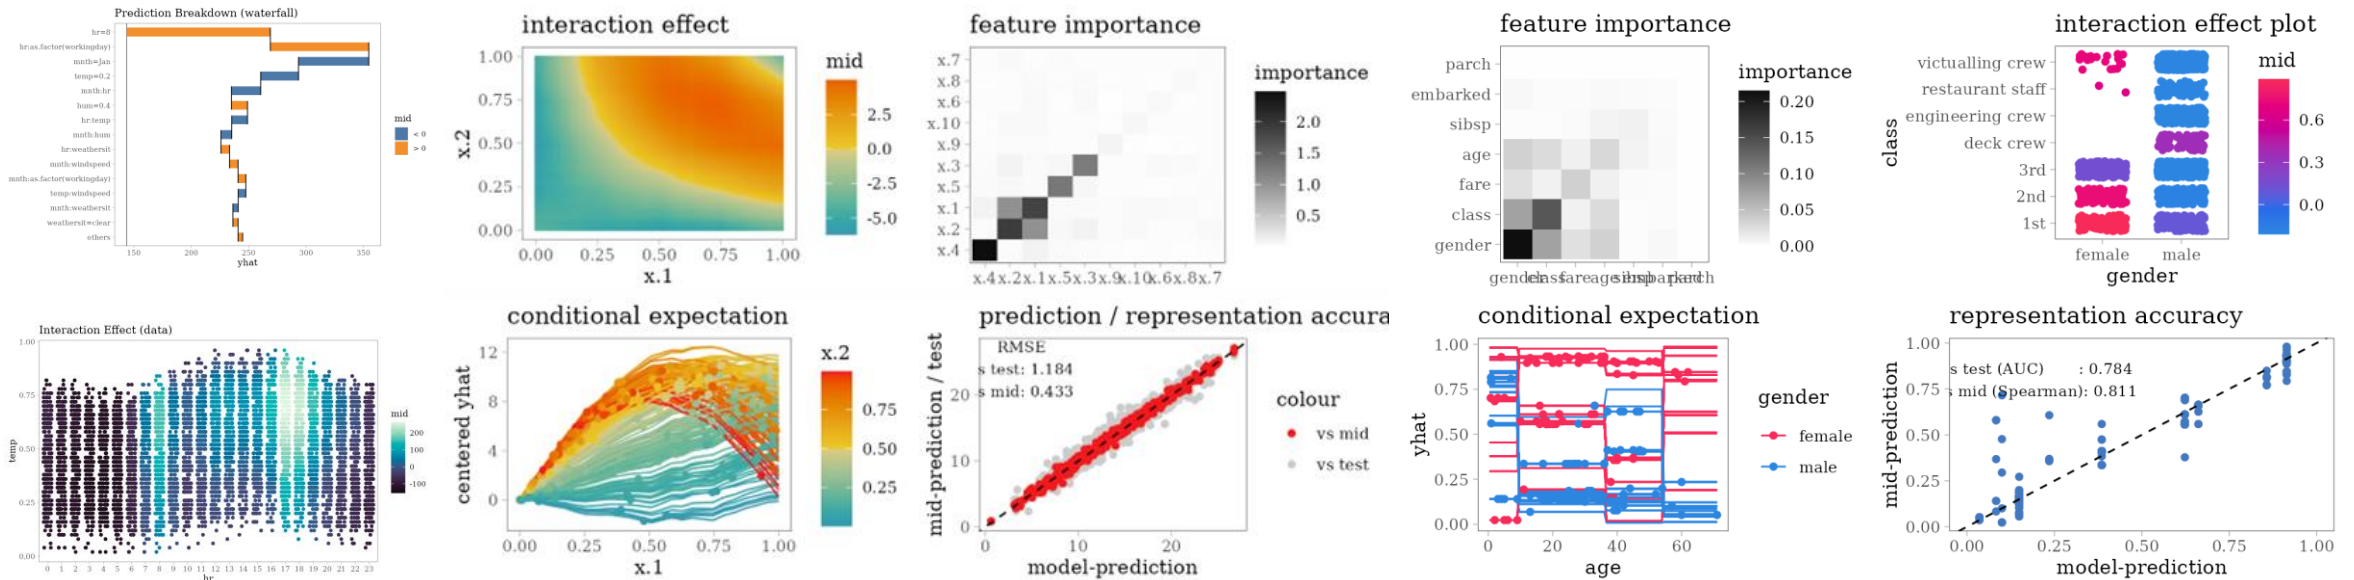 Prediction Breakdown (waterfall)
hr=8
hr:as.factor(workingday)
mnth=Jan
temp=0.2
mnth:hr
hum=0.4
hr:temp
mnth:hum
hr:weathersit
mnth:windspeed
mnth:as.factor(workingday)
temp:windspeed
mnth:weathersit
weathersit=clear
others
150 200 250 300 350
yhat
mid
< 0
> 0
interaction effect
1.00
0.75
0.50
0.25
0.00
x.2
0.00 0.25 0.50 0.75 1.00
x.1
mid
2.5
0.0
-2.5
-5.0
feature importance
x.7
x.8
x.6
x.10
x.9
x.3
x.5
x.1
x.2
x.4
x.4 x.2 x.1 x.5 x.3 x.9 x.10 x.6 x.8 x.7
importance
2.0
1.5
1.0
0.5
feature importance
parch
embarked
sibsp
age
fare
class
gender
gender class fare age sibsp embarked parch
importance
0.20
0.15
0.10
0.05
0.00
interaction effect plot
victualling crew
restaurant staff
engineering crew
deck crew
3rd
2nd
1st
class
female male
gender
mid
0.6
0.3
0.0
Interaction Effect (data)
1.00
0.75
0.50
0.25
0.00
temp
0 1 2 3 4 5 6 7 8 9 10 11 12 13 14 15 16 17 18 19 20 21 22 23
hr
mid
200
100
0
-100
conditional expectation
12
8
4
0
centered yhat
0.00 0.25 0.50 0.75 1.00
x.1
x.2
0.75
0.50
0.25
prediction / representation accura
RMSE
s test: 1.184
s mid: 0.433
20
10
0
mid-prediction / test
0 10 20
model-prediction
colour
vs mid
vs test
conditional expectation
1.00
0.75
0.50
0.25
0.00
yhat
0 20 40 60
age
gender
female
male
representation accuracy
s test (AUC) : 0.784
s mid (Spearman): 0.811
1.00
0.75
0.50
0.25
0.00
mid-prediction
0.00 0.25 0.50 0.75 1.00
model-prediction